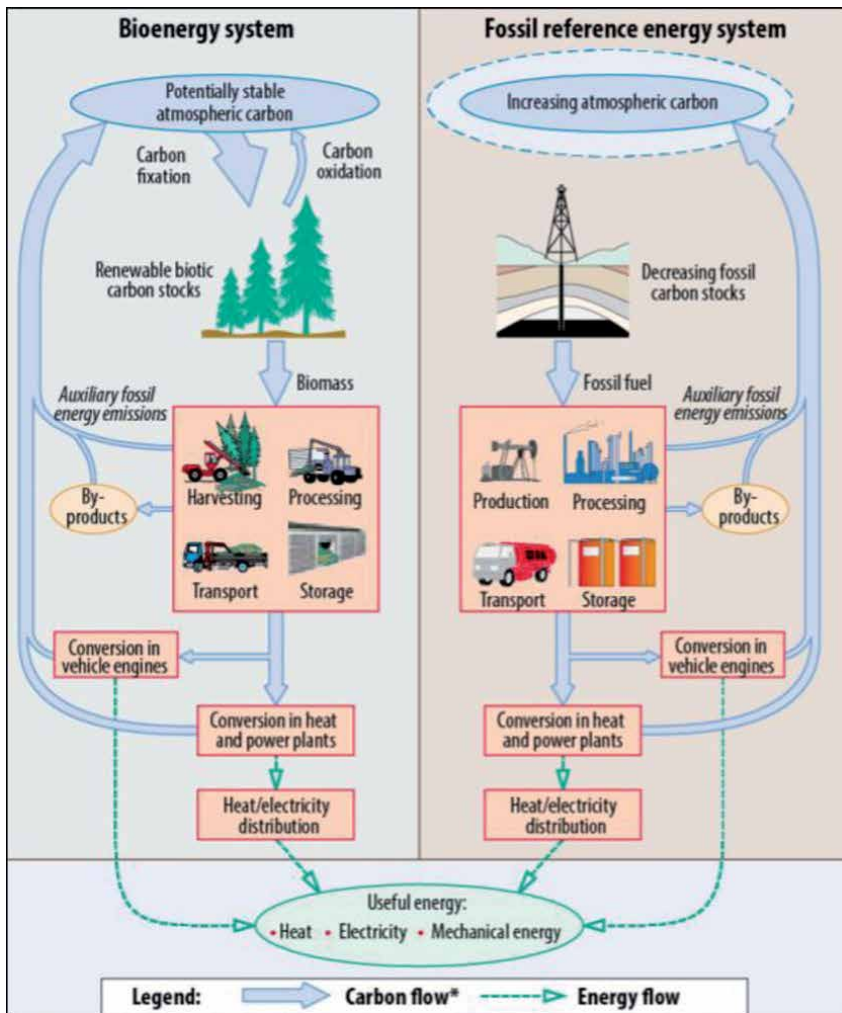 Bioenergy system
Potentially stable
atmospheric carbon
Carbon
fixation
Carbon
oxidation
Renewable biotic
carbon stocks
Biomass
Auxiliary fossil
energy emissions
Harvesting
Processing
By-
products
Transport
Storage
Conversion in
vehicle engines
Conversion in heat
and power plants
Heat/electricity
distribution
Fossil reference energy system
Increasing atmospheric carbon
Decreasing fossil
carbon stocks
Fossil fuel
Auxiliary fossil
energy emissions
Production
Processing
By-
products
Transport
Storage
Conversion in
vehicle engines
Conversion in heat
and power plants
Heat/electricity
distribution
Useful energy:
• Heat • Electricity • Mechanical energy
Legend: Carbon flow* Energy flow